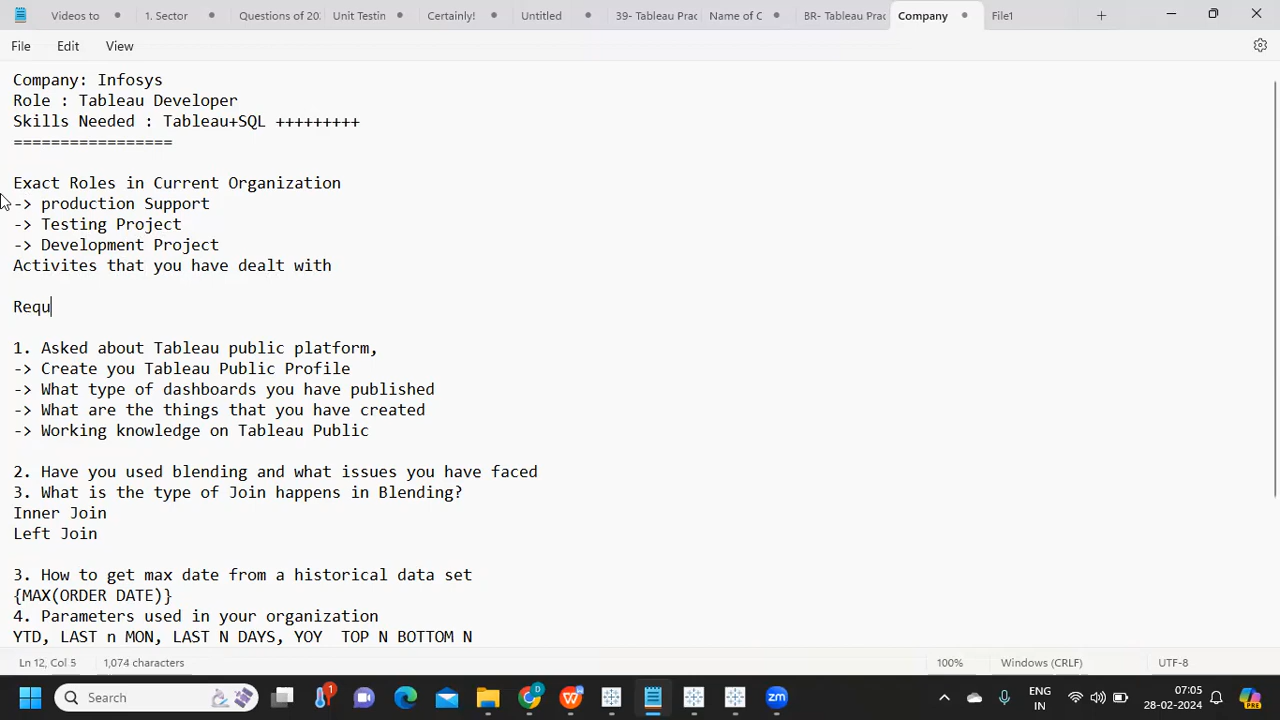 Videos to
1. Sector
Questions of 20
Unit Testin
Certainly!
Untitled
39- Tableau Prac
Name of C
BR- Tableau Prac
Company
File1
File
Edit
View
Company: Infosys
Role : Tableau Developer
Skills Needed : Tableau+SQL +++++++++
=================
Exact Roles in Current Organization
-> production Support
-> Testing Project
-> Development Project
Activites that you have dealt with
Requ
1. Asked about Tableau public platform,
-> Create you Tableau Public Profile
-> What type of dashboards you have published
-> What are the things that you have created
-> Working knowledge on Tableau Public
2. Have you used blending and what issues you have faced
3. What is the type of Join happens in Blending?
Inner Join
Left Join
3. How to get max date from a historical data set
{MAX(ORDER DATE)}
4. Parameters used in your organization
YTD, LAST n MON, LAST N DAYS, YOY  TOP N BOTTOM N
Ln 12, Col 5
1,074 characters
100%
Windows (CRLF)
UTF-8
Search
1
D
zm
ENG
IN
07:05
28-02-2024
PRE